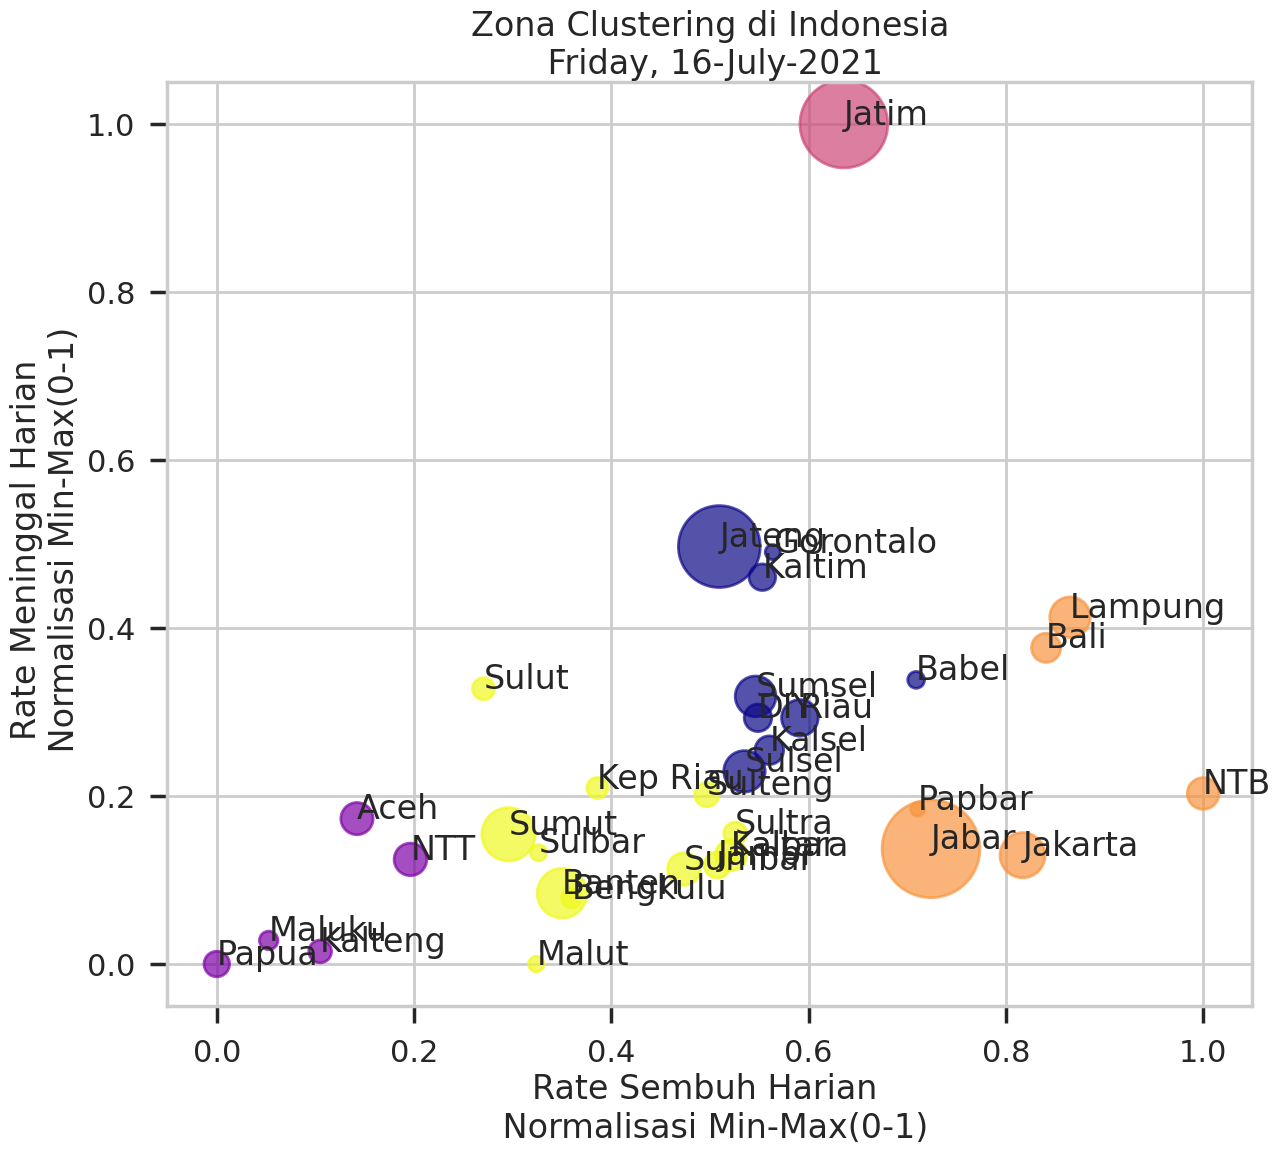 Zona Clustering di Indonesia
Friday, 16-July-2021
Rate Meninggal Harian
Normalisasi Min-Max(0-1)
1.0
0.8
0.6
0.4
0.2
0.0
Jatim
Jateng
Gorontalo
Kaltim
Lampung
Bali
Babel
Sulut
Sumsel
DIY
Riau
Kalsel
Sulsel
Kep Riau
Sulteng
NTB
Papbar
Aceh
Sumut
Sultra
Jabar
Jakarta
NTT
Sulbar
Kaltara
Jambi
Sumbar
Banten
Bengkulu
Maluku
Kalteng
Papua
Malut
0.0
0.2
0.4
0.6
0.8
1.0
Rate Sembuh Harian
Normalisasi Min-Max(0-1)